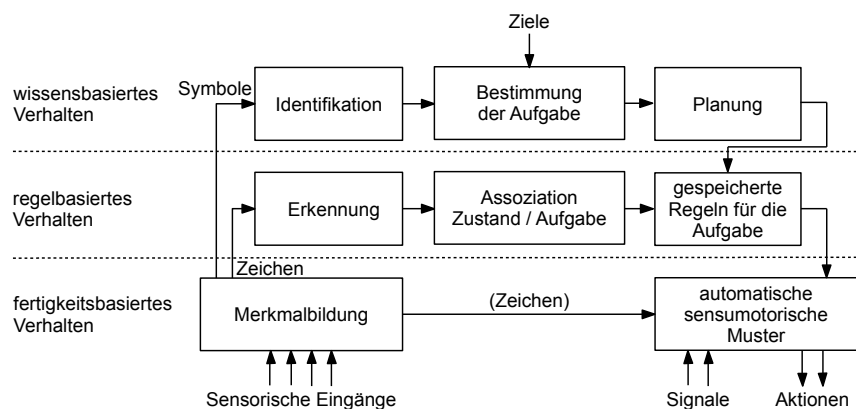 Ziele
wissensbasiertes
Verhalten
Symbole
Identifikation
Bestimmung
der Aufgabe
Planung
regelbasiertes
Verhalten
Erkennung
Assoziation
Zustand / Aufgabe
gespeicherte
Regeln für die
Aufgabe
Zeichen
fertigkeitsbasiertes
Verhalten
Merkmalbildung
(Zeichen)
automatische
sensumotorische
Muster
Sensorische Eingänge
Signale
Aktionen